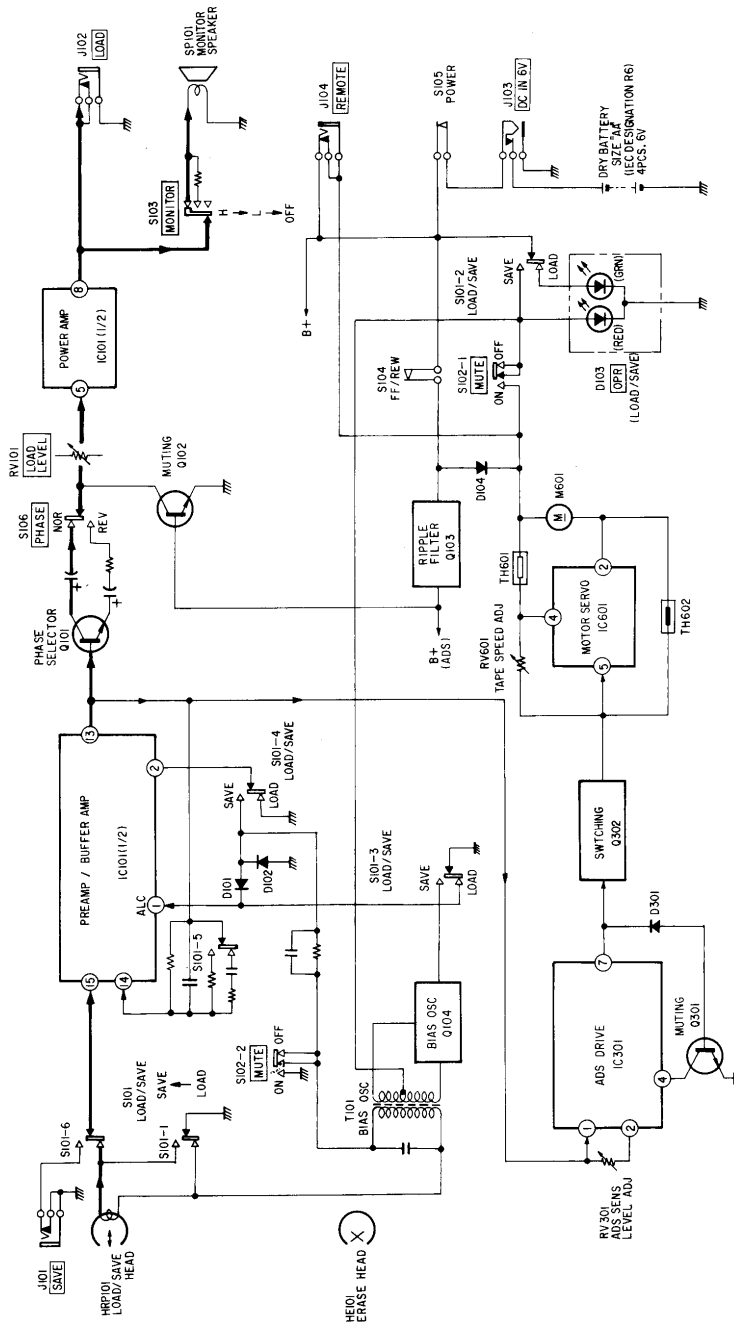 J101
SAVE
HRP101
LOAD/SAVE
HEAD
HE101
ERASE HEAD
S101-6
S101-1
S101
LOAD/SAVE
SAVE
LOAD
S102-2
MUTE
ON
OFF
T101
BIAS OSC
BIAS OSC
Q104
15
14
PREAMP / BUFFER AMP
IC101(1/2)
ALC
1
2
13
S101-5
D101
D102
SAVE
LOAD
S101-4
LOAD/SAVE
S101-3
LOAD/SAVE
SAVE
LOAD
PHASE
SELECTOR
Q101
S106
PHASE
NOR
REV
RV101
LOAD
LEVEL
MUTING
Q102
5
POWER AMP
IC101(1/2)
8
J102
LOAD
S103
MONITOR
H
L
OFF
SP101
MONITOR
SPEAKER
B+
J104
REMOTE
S105
POWER
J103
DC IN 6V
DRY BATTERY
SIZE "AA"
(IEC DESIGNATION R6)
4PCS. 6V
S104
FF/REW
S101-2
LOAD/SAVE
SAVE
LOAD
S102-1
MUTE
ON
OFF
(RED)
(GRN)
D103
OPR
(LOAD/SAVE)
B+
(ADS)
RIPPLE
FILTER
Q103
D104
M601
M
TH601
RV601
TAPE SPEED ADJ
4
MOTOR SERVO
IC601
2
5
TH602
SWTCHING
Q302
RV301
ADS SENS
LEVEL ADJ
1
2
ADS DRIVE
IC301
7
4
D301
MUTING
Q301